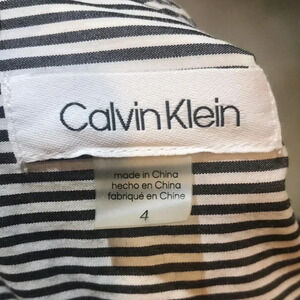 Calvin Klein
made in China
hecho en China
fabriqué en Chine
4